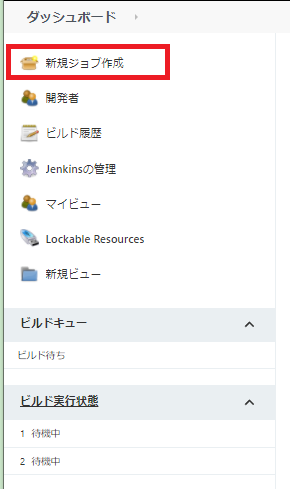 ダッシュボード
新規ジョブ作成
開発者
ビルド履歴
Jenkinsの管理
マイビュー
Lockable Resources
新規ビュー
ビルドキュー
ビルド待ち
ビルド実行状態
1 待機中
2 待機中